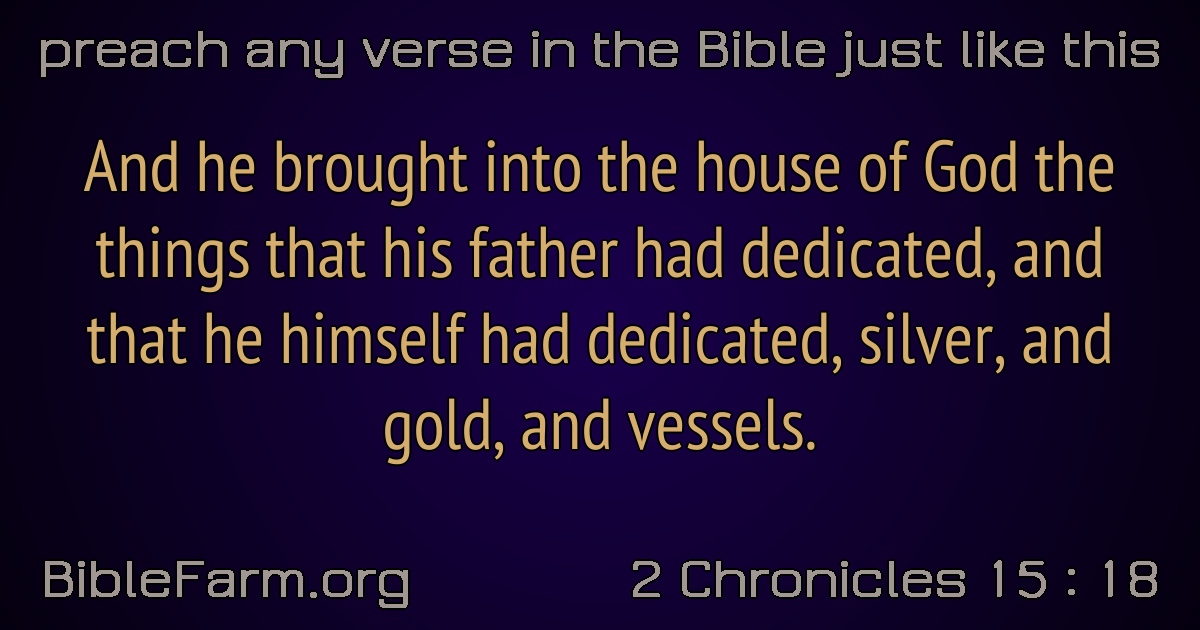 preach any verse in the Bible just like this
And he brought into the house of God the
things that his father had dedicated, and
that he himself had dedicated, silver, and
gold, and vessels.
BibleFarm.org
2 Chronicles 15 : 18